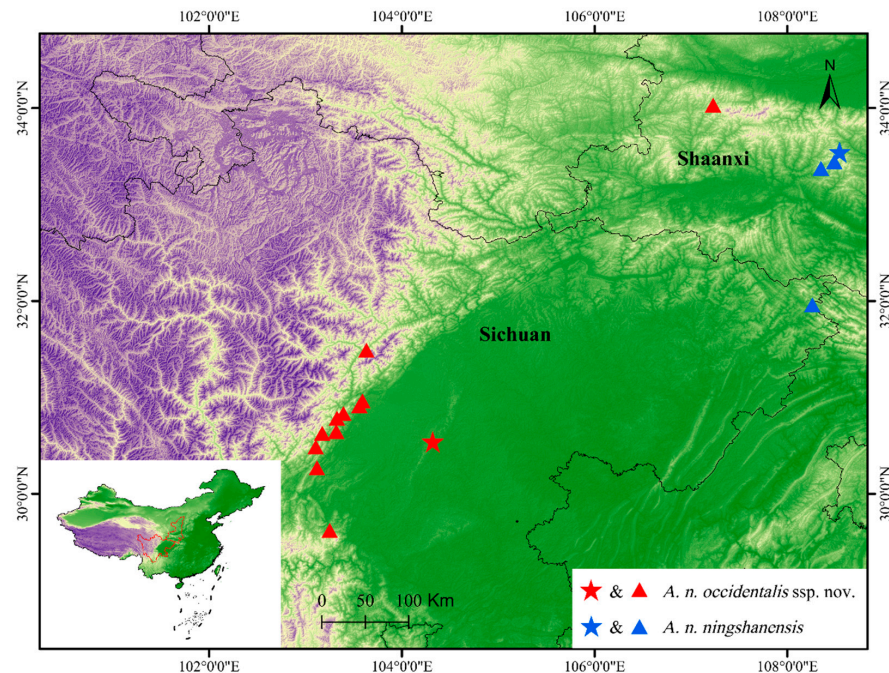 102°0'0"E 104°0'0"E 106°0'0"E 108°0'0"E
34°0'0"N 34°0'0"N
N
Shaanxi
32°0'0"N 32°0'0"N
Sichuan
30°0'0"N 30°0'0"N
0 50 100 Km
& A. n. occidentalis ssp. nov.
& A. n. ningshanensis
102°0'0"E 104°0'0"E 106°0'0"E 108°0'0"E